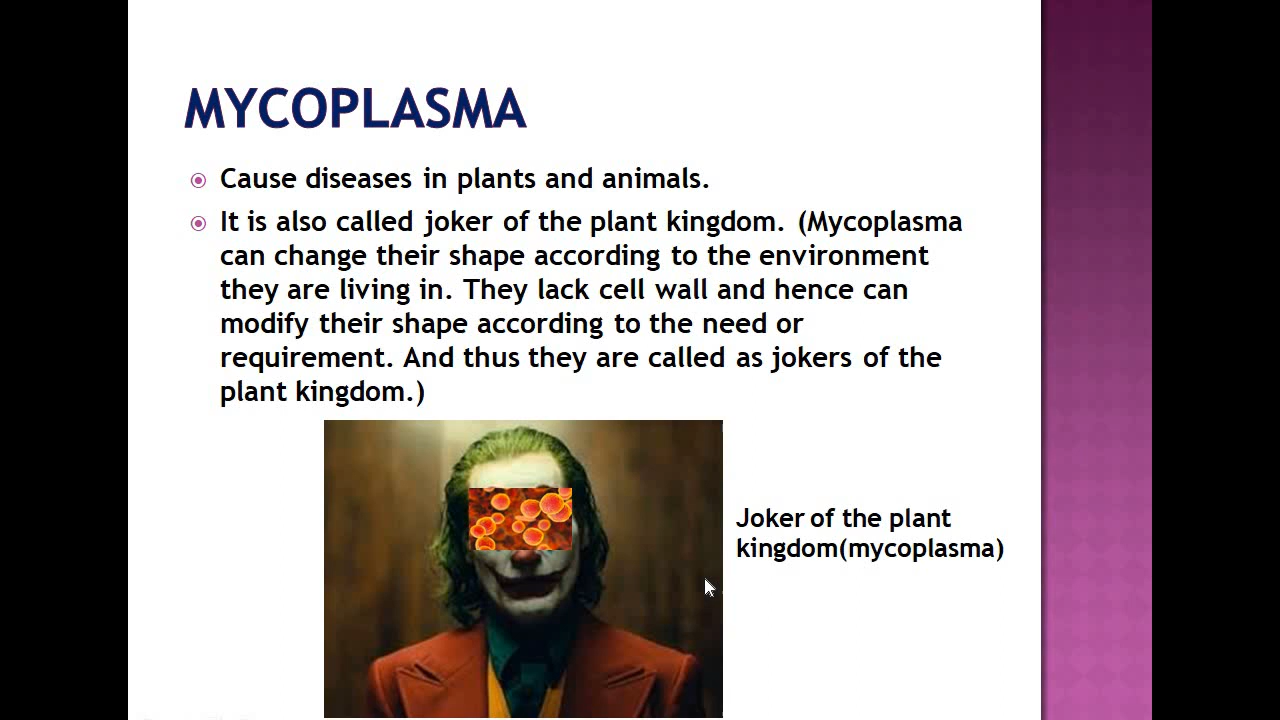 MYCOPLASMA
Cause diseases in plants and animals.
It is also called joker of the plant kingdom. (Mycoplasma
can change their shape according to the environment
they are living in. They lack cell wall and hence can
modify their shape according to the need or
requirement. And thus they are called as jokers of the
plant kingdom.)
Joker of the plant
kingdom(mycoplasma)